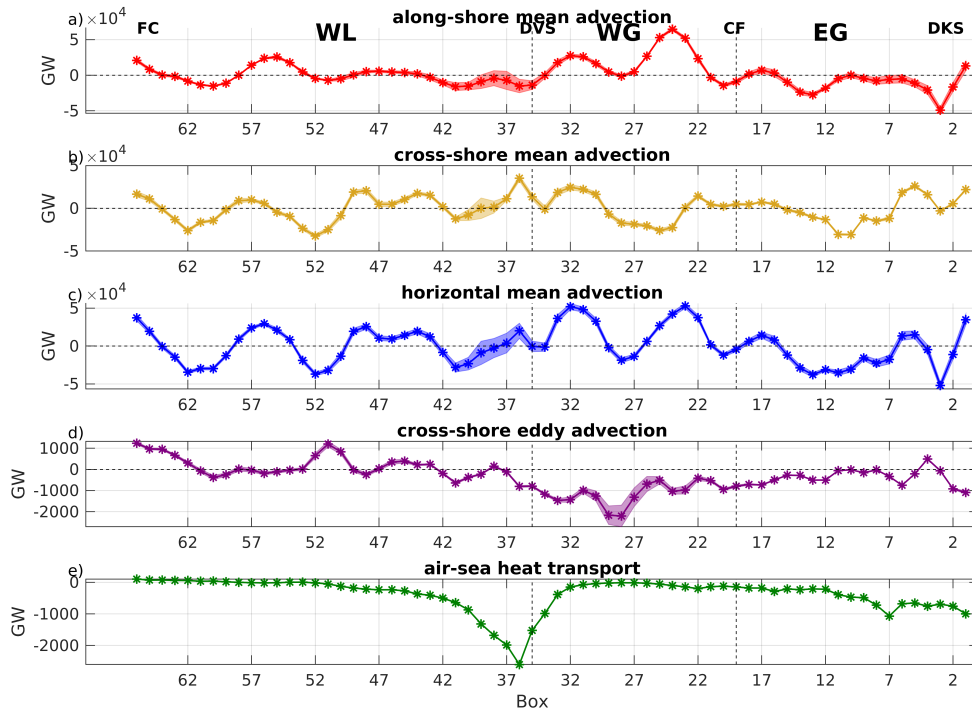 a) ×10⁴ along-shore mean advection
FC WL DVS WG CF EG DKS
5
0
-5
GW
62 57 52 47 42 37 32 27 22 17 12 7 2
b) ×10⁴ cross-shore mean advection
5
0
-5
GW
62 57 52 47 42 37 32 27 22 17 12 7 2
c) ×10⁴ horizontal mean advection
5
0
-5
GW
62 57 52 47 42 37 32 27 22 17 12 7 2
d) cross-shore eddy advection
1000
0
-1000
-2000
GW
62 57 52 47 42 37 32 27 22 17 12 7 2
e) air-sea heat transport
0
-1000
-2000
GW
62 57 52 47 42 37 32 27 22 17 12 7 2
Box